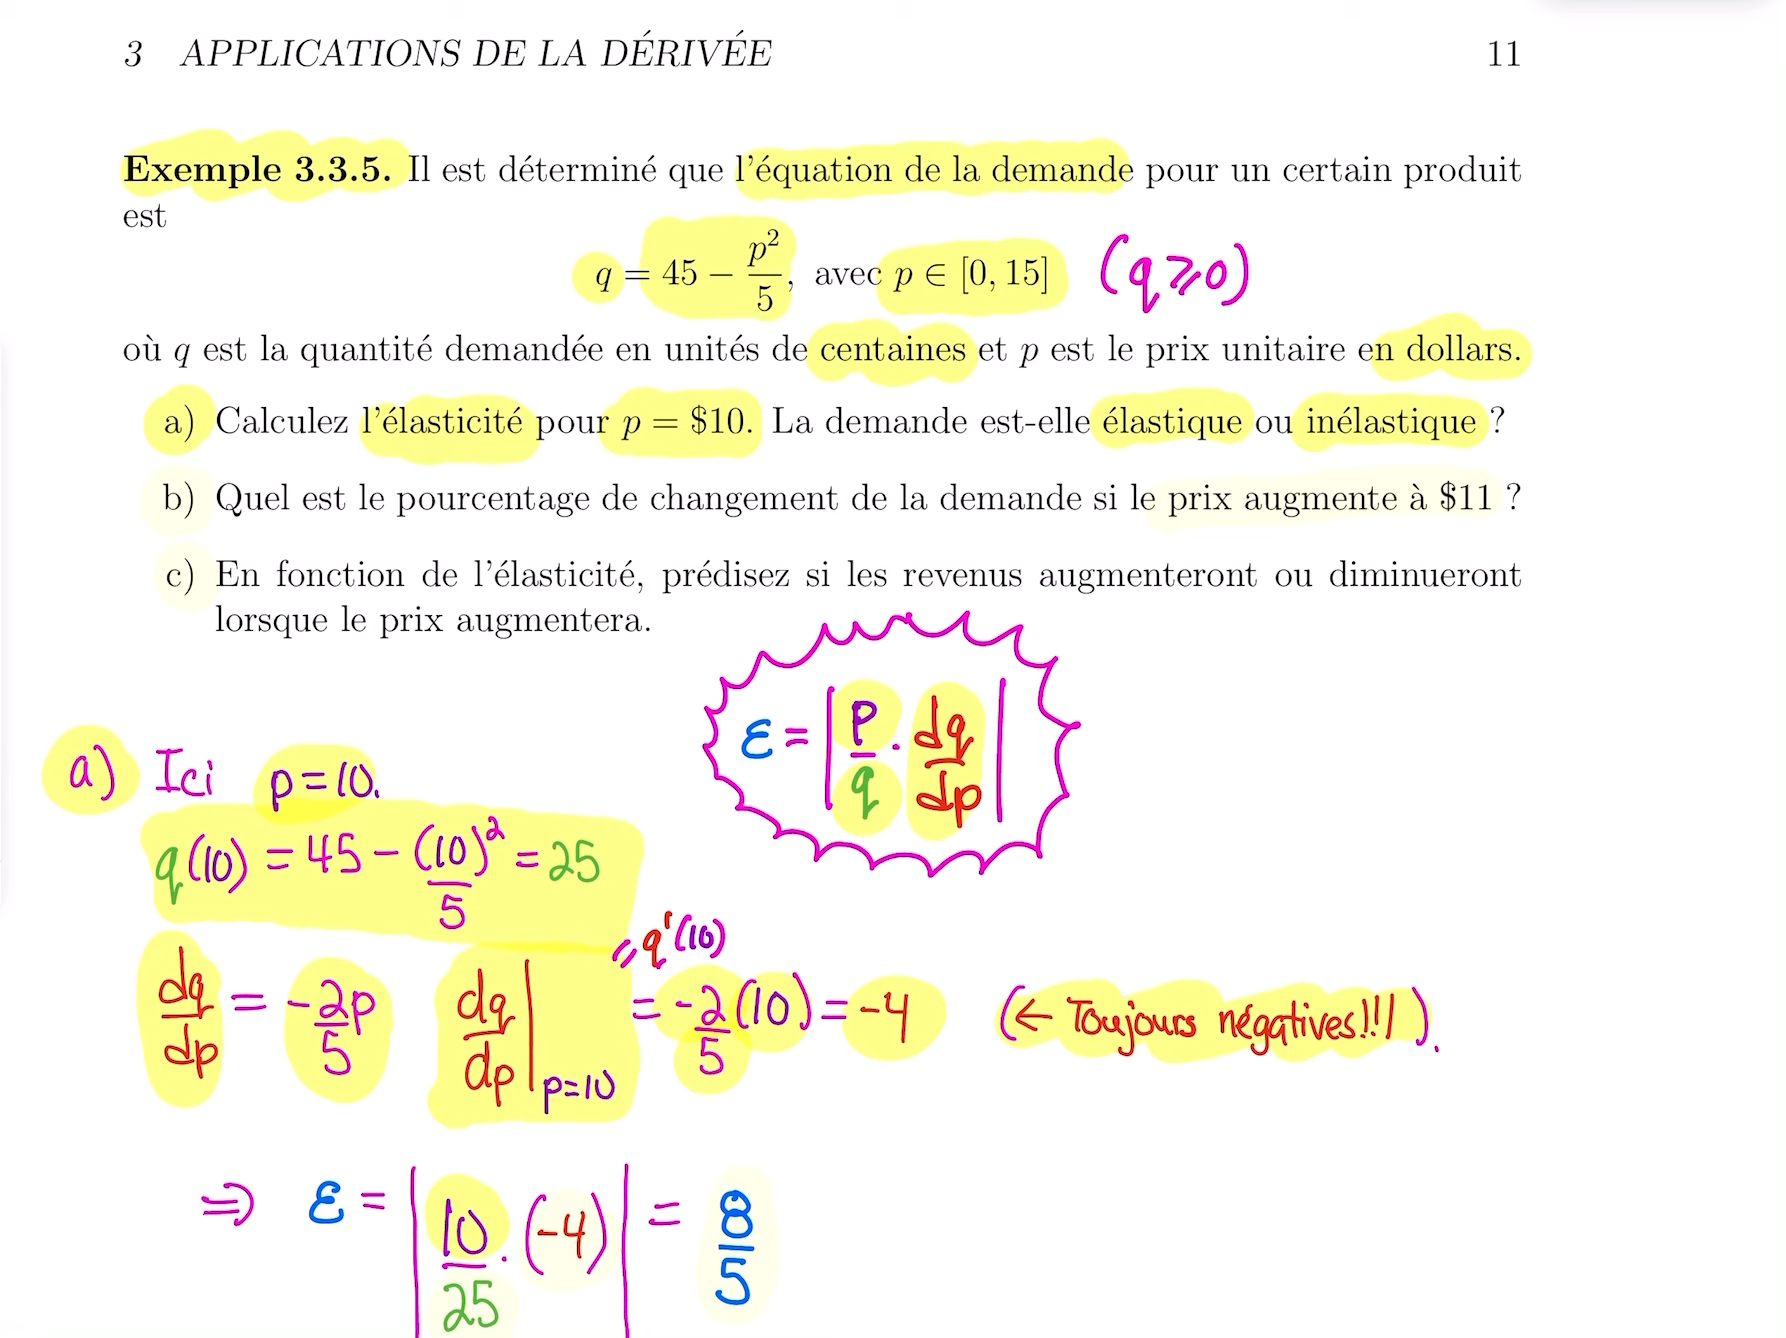 3 APPLICATIONS DE LA DÉRIVÉE 11
Exemple 3.3.5. Il est déterminé que l'équation de la demande pour un certain produit
est
q = 45 − p²/5, avec p ∈ [0, 15] (q⩾0)
où q est la quantité demandée en unités de centaines et p est le prix unitaire en dollars.
a) Calculez l'élasticité pour p = $10. La demande est-elle élastique ou inélastique ?
b) Quel est le pourcentage de changement de la demande si le prix augmente à $11 ?
c) En fonction de l'élasticité, prédisez si les revenus augmenteront ou diminueront
lorsque le prix augmentera.
ε = |p/q · dq/dp|
a) Ici p=10.
q(10) = 45 − (10)²/5 = 25
dq/dp = −2p/5 dq/dp|p=10 = −2/5(10) = −4 (← Toujours négatives!!!).
= q'(10)
⇒ ε = |10/25 · (−4)| = 8/5